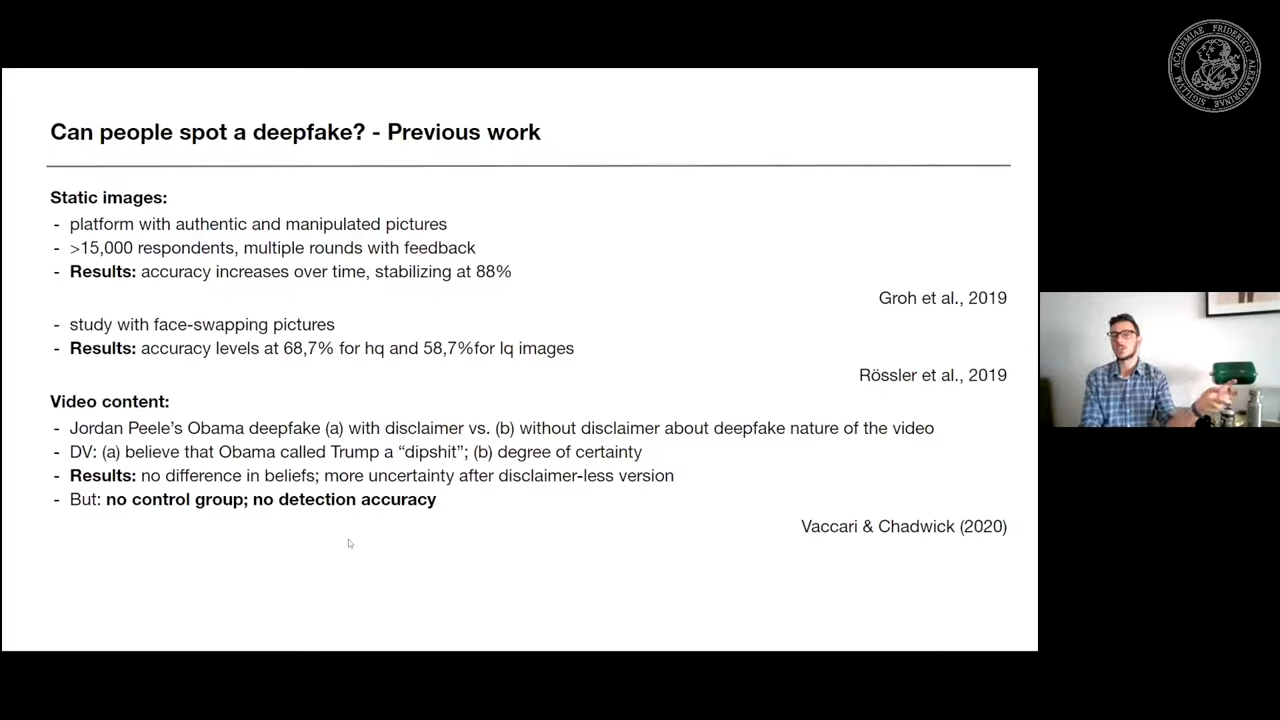 Can people spot a deepfake? - Previous work
Static images:
- platform with authentic and manipulated pictures
- >15,000 respondents, multiple rounds with feedback
- Results: accuracy increases over time, stabilizing at 88%
Groh et al., 2019
- study with face-swapping pictures
- Results: accuracy levels at 68,7% for hq and 58,7%for lq images
Rössler et al., 2019
Video content:
- Jordan Peele’s Obama deepfake (a) with disclaimer vs. (b) without disclaimer about deepfake nature of the video
- DV: (a) believe that Obama called Trump a “dipshit”; (b) degree of certainty
- Results: no difference in beliefs; more uncertainty after disclaimer-less version
- But: no control group; no detection accuracy
Vaccari & Chadwick (2020)
SIGILLVM ACADEMIAE FRIDERICO ALEXANDRINAE